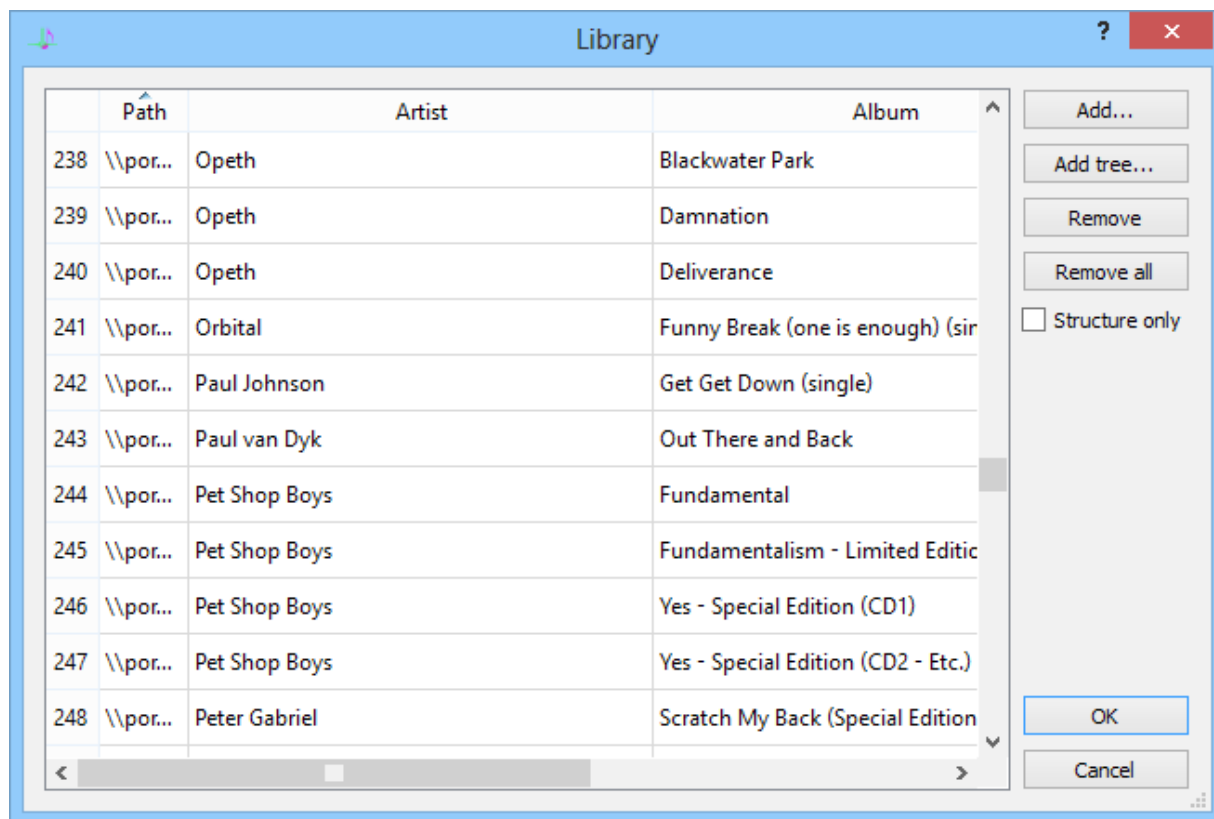 Library
?
Path Artist Album
238 \\por... Opeth Blackwater Park
239 \\por... Opeth Damnation
240 \\por... Opeth Deliverance
241 \\por... Orbital Funny Break (one is enough) (sin
242 \\por... Paul Johnson Get Get Down (single)
243 \\por... Paul van Dyk Out There and Back
244 \\por... Pet Shop Boys Fundamental
245 \\por... Pet Shop Boys Fundamentalism - Limited Editic
246 \\por... Pet Shop Boys Yes - Special Edition (CD1)
247 \\por... Pet Shop Boys Yes - Special Edition (CD2 - Etc.)
248 \\por... Peter Gabriel Scratch My Back (Special Edition
Add...
Add tree...
Remove
Remove all
Structure only
OK
Cancel